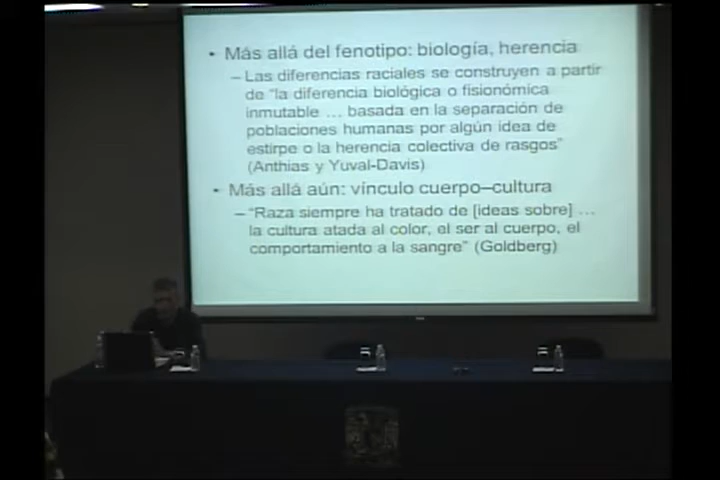 • Más allá del fenotipo: biología, herencia
– Las diferencias raciales se construyen a partir
de “la diferencia biológica o fisionómica
inmutable … basada en la separación de
poblaciones humanas por algún idea de
estirpe o la herencia colectiva de rasgos”
(Anthias y Yuval-Davis)
• Más allá aún: vínculo cuerpo–cultura
– “Raza siempre ha tratado de [ideas sobre] …
la cultura atada al color, el ser al cuerpo, el
comportamiento a la sangre” (Goldberg)